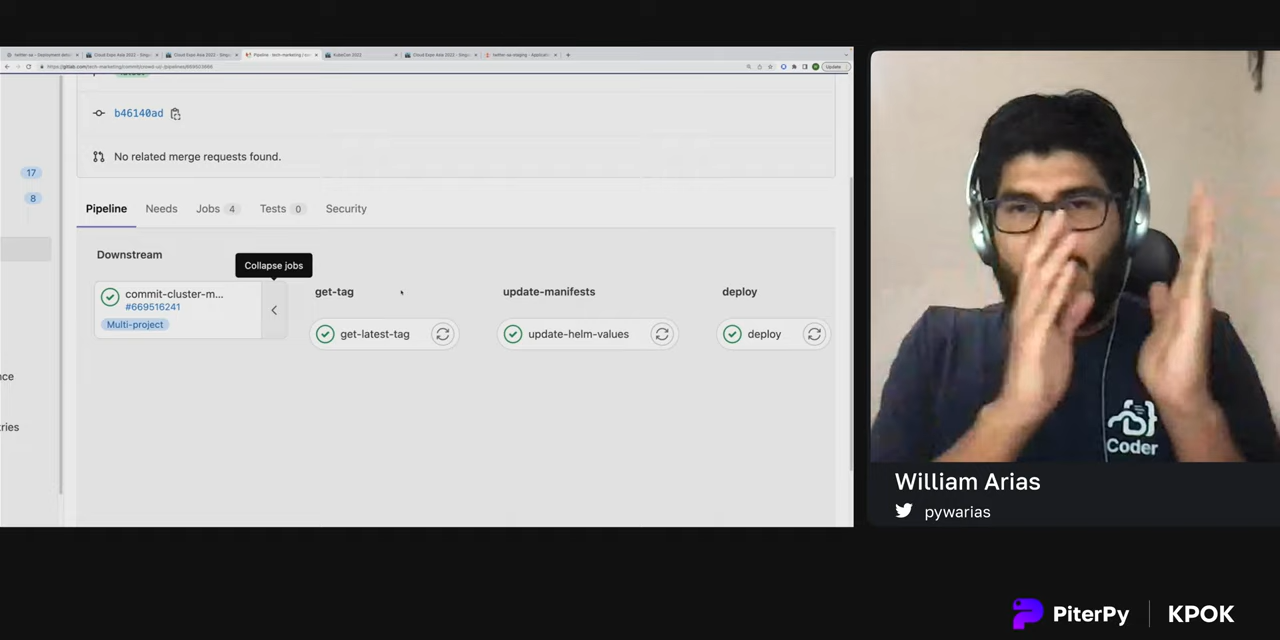 Update
b46140ad
No related merge requests found.
17
8
Pipeline Needs Jobs 4 Tests 0 Security
Downstream
Collapse jobs
commit-cluster-m...
#669516241
Multi-project
get-tag
update-manifests
deploy
get-latest-tag
update-helm-values
deploy
Coder
William Arias
pywarias
PiterPy
KPOK